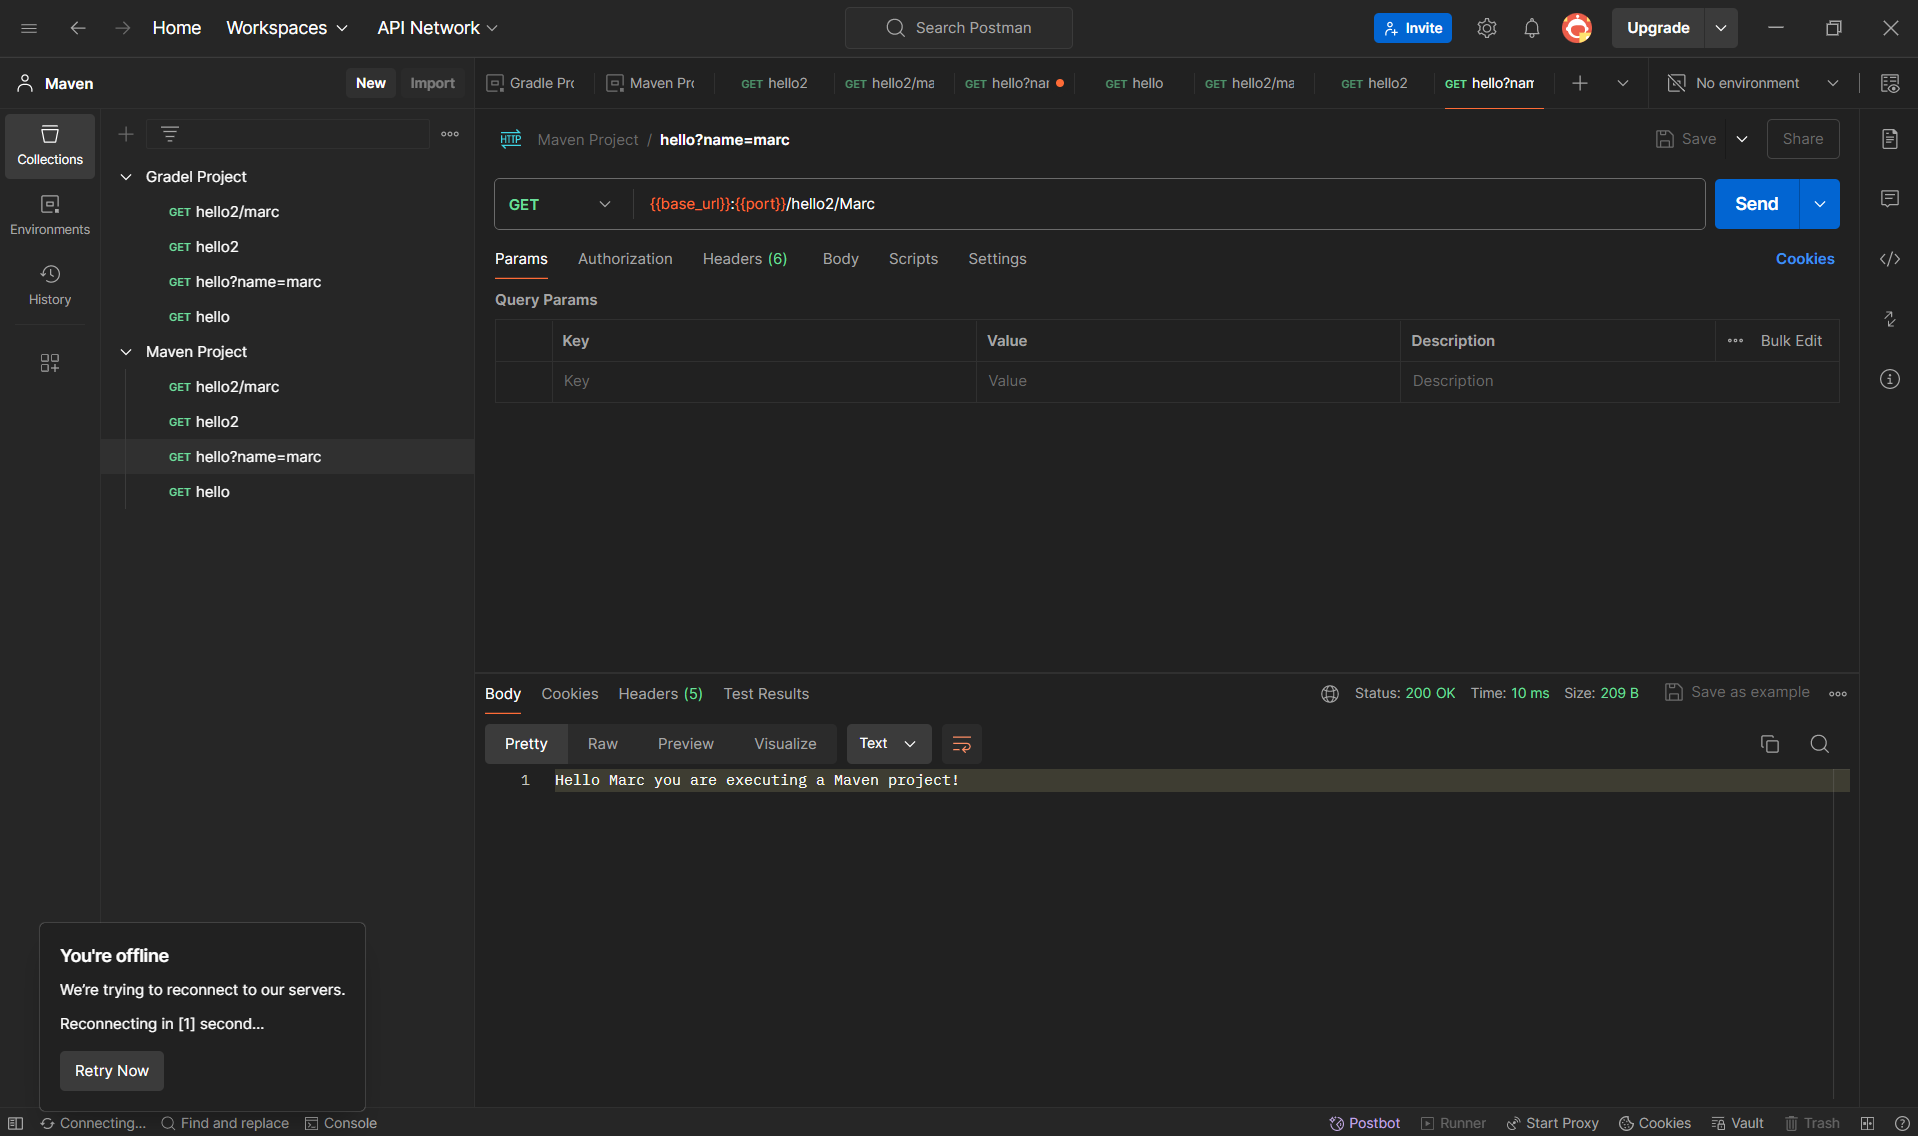 Home Workspaces API Network Search Postman Invite Upgrade
Maven New Import
Gradle Pro Maven Pro GET hello2 GET hello2/ma GET hello?nar GET hello GET hello2/ma GET hello2 GET hello?nam No environment
Collections
Environments
History
Gradel Project
GET hello2/marc
GET hello2
GET hello?name=marc
GET hello
Maven Project
GET hello2/marc
GET hello2
GET hello?name=marc
GET hello
HTTP Maven Project / hello?name=marc Save Share
GET {{base_url}}:{{port}}/hello2/Marc Send
Params Authorization Headers (6) Body Scripts Settings Cookies
Query Params
Key Value Description Bulk Edit
Key Value Description
Body Cookies Headers (5) Test Results Status: 200 OK Time: 10 ms Size: 209 B Save as example
Pretty Raw Preview Visualize Text
1 Hello Marc you are executing a Maven project!
You're offline
We're trying to reconnect to our servers.
Reconnecting in [1] second...
Retry Now
Connecting... Find and replace Console Postbot Runner Start Proxy Cookies Vault Trash